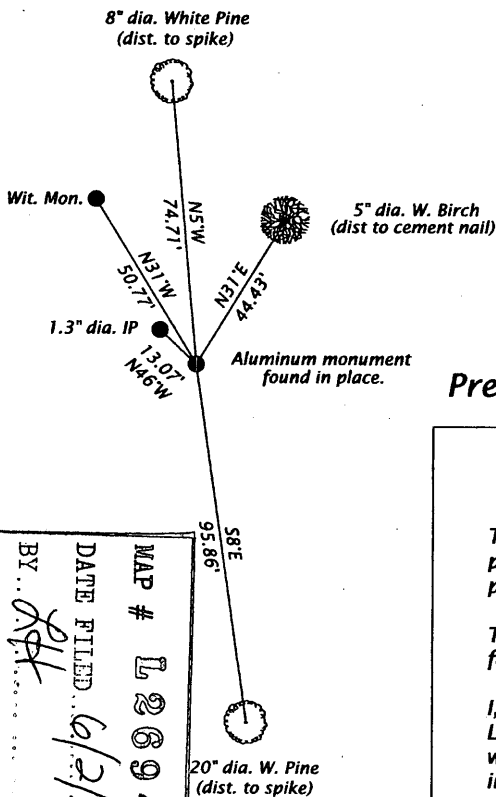 8" dia. White Pine
(dist. to spike)
Wit. Mon.
N5°W
74.71'
5" dia. W. Birch
(dist to cement nail)
N31°W
50.77'
N31°E
44.43'
1.3" dia. IP
13.07'
N46°W
Aluminum monument
found in place.
Pre
S8°E
95.86'
MAP # L269
DATE FILED 6/2/
BY
20" dia. W. Pine
(dist. to spike)
T
p
p
T
f
I,
L
w
i